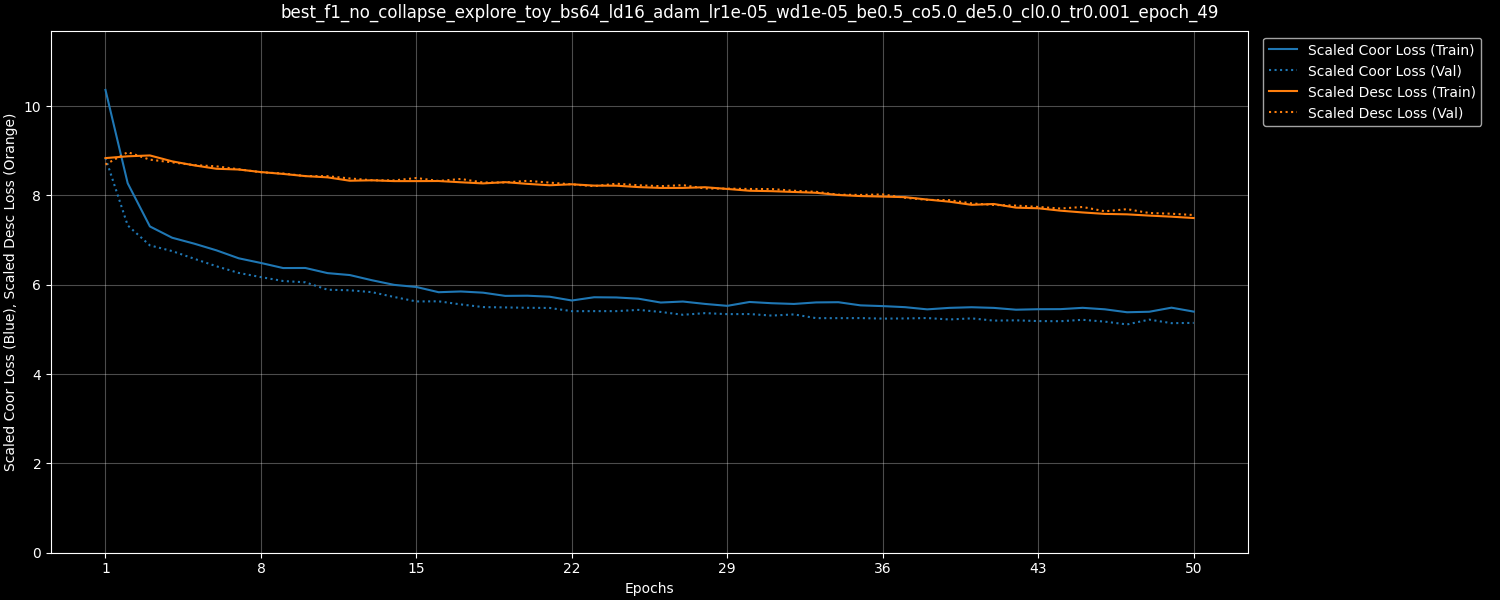 best_f1_no_collapse_explore_toy_bs64_ld16_adam_lr1e-05_wd1e-05_be0.5_co5.0_de5.0_cl0.0_tr0.001_epoch_49
Scaled Coor Loss (Train)
Scaled Coor Loss (Val)
Scaled Desc Loss (Train)
Scaled Desc Loss (Val)
Scaled Coor Loss (Blue), Scaled Desc Loss (Orange)
10
8
6
4
2
0
1 8 15 22 29 36 43 50
Epochs